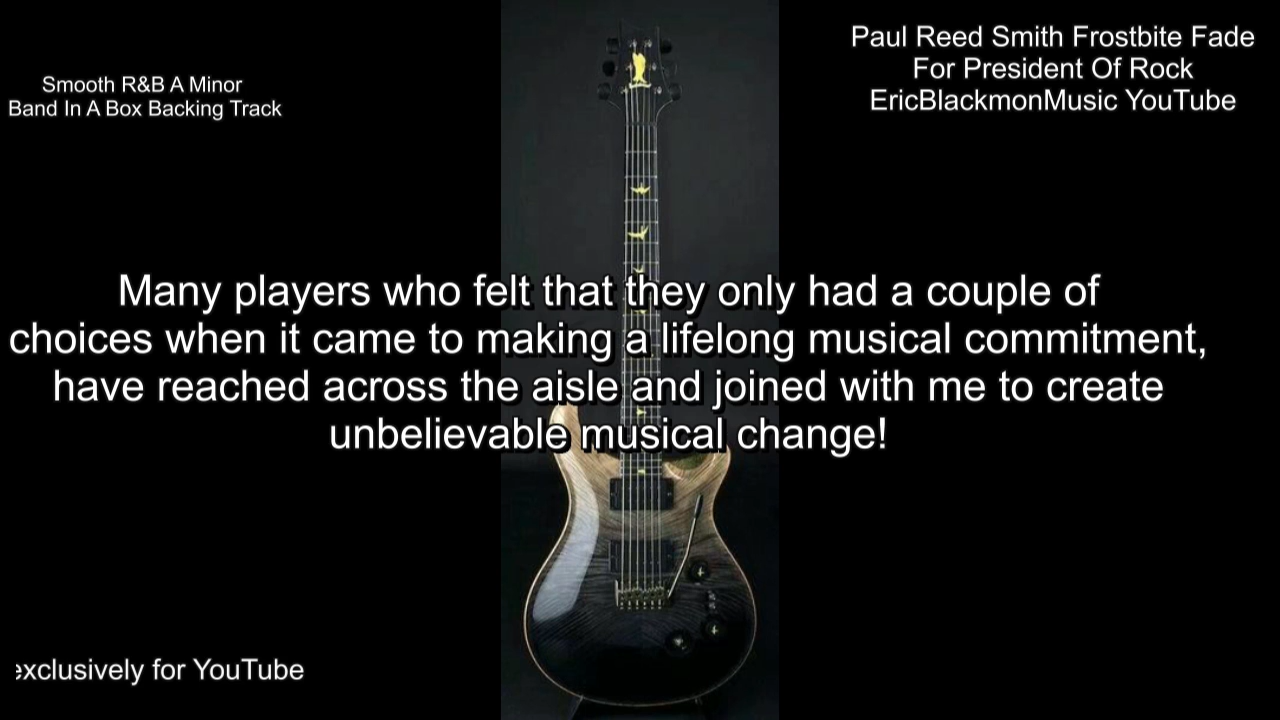 Smooth R&B A Minor
Band In A Box Backing Track
Paul Reed Smith Frostbite Fade
For President Of Rock
EricBlackmonMusic YouTube
Many players who felt that they only had a couple of
choices when it came to making a lifelong musical commitment,
have reached across the aisle and joined with me to create
unbelievable musical change!
exclusively for YouTube